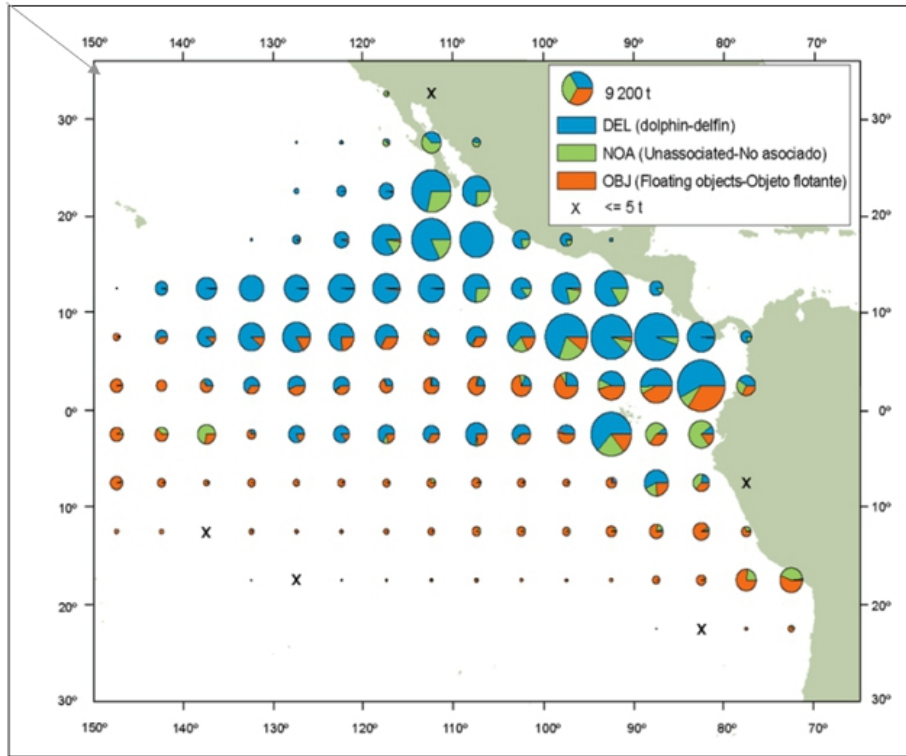 150º 140º 130º 120º 110º 100º 90º 80º 70º
9 200 t
DEL (dolphin-delfín)
NOA (Unassociated-No asociado)
OBJ (Floating objects-Objeto flotante)
X <= 5 t
X
30º 30º
20º 20º
10º 10º
0º 0º
X
10º 10º
X
X
20º 20º
X
30º 30º
150º 140º 130º 120º 110º 100º 90º 80º 70º